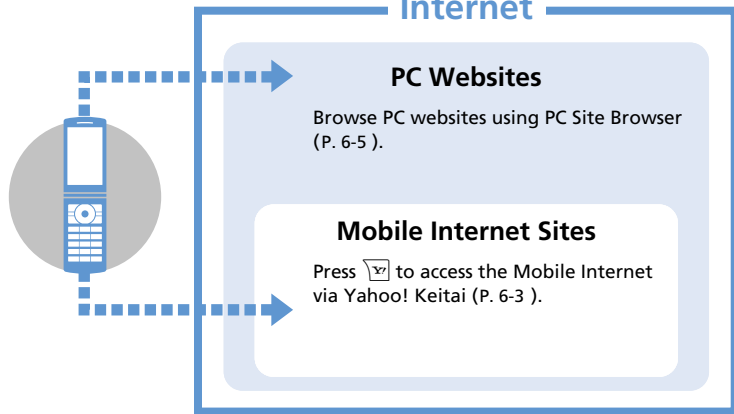 Internet
PC Websites
Browse PC websites using PC Site Browser
(P. 6-5 ).
Mobile Internet Sites
Press Y! to access the Mobile Internet
via Yahoo! Keitai (P. 6-3 ).